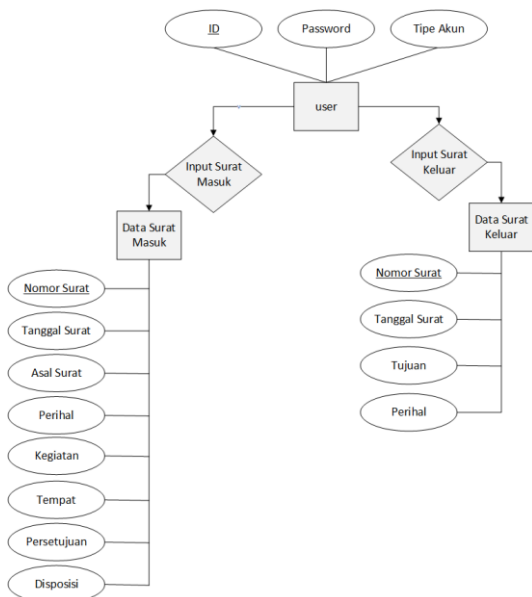 ID
Password
Tipe Akun
user
Input Surat
Masuk
Input Surat
Keluar
Data Surat
Masuk
Data Surat
Keluar
Nomor Surat
Tanggal Surat
Asal Surat
Perihal
Kegiatan
Tempat
Persetujuan
Disposisi
Nomor Surat
Tanggal Surat
Tujuan
Perihal